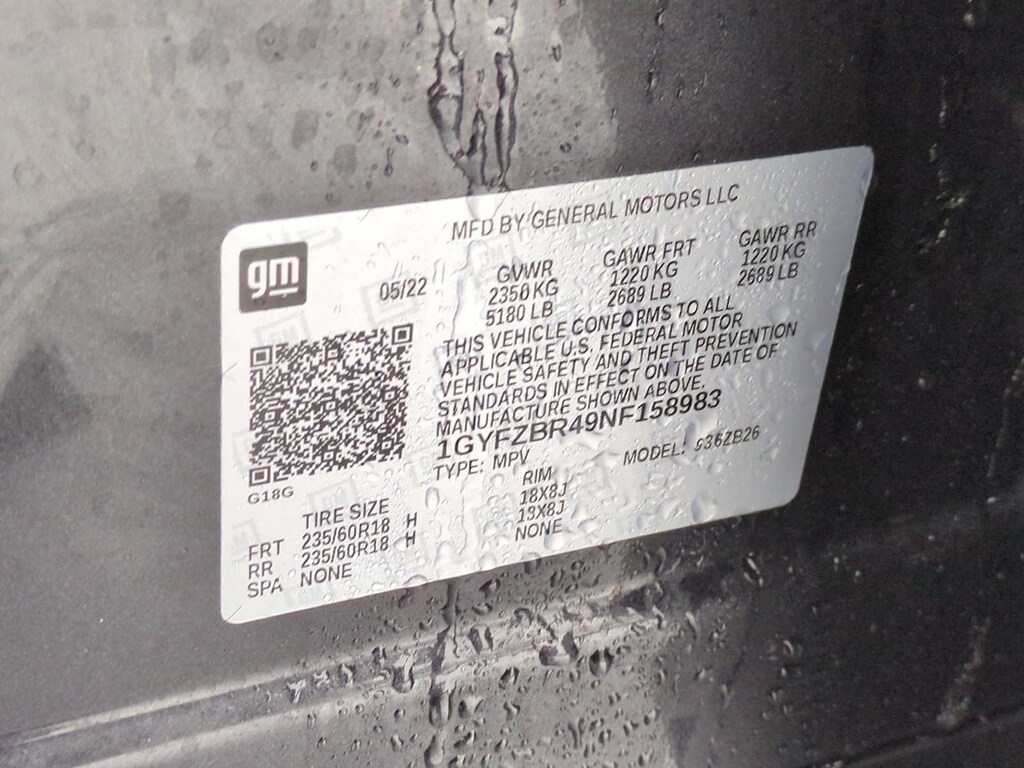 MFD BY GENERAL MOTORS LLC
gm
05/22
GVWR GAWR FRT GAWR RR
2350 KG 1220 KG 1220 KG
5180 LB 2689 LB 2689 LB
THIS VEHICLE CONFORMS TO ALL
APPLICABLE U.S. FEDERAL MOTOR
VEHICLE SAFETY AND THEFT PREVENTION
STANDARDS IN EFFECT ON THE DATE OF
MANUFACTURE SHOWN ABOVE.
1GYFZBR49NF158983
TYPE: MPV MODEL:
G18G
TIRE SIZE RIM
FRT 235/60R18 H 18X8J
RR 235/60R18 H 18X8J
SPA NONE NONE